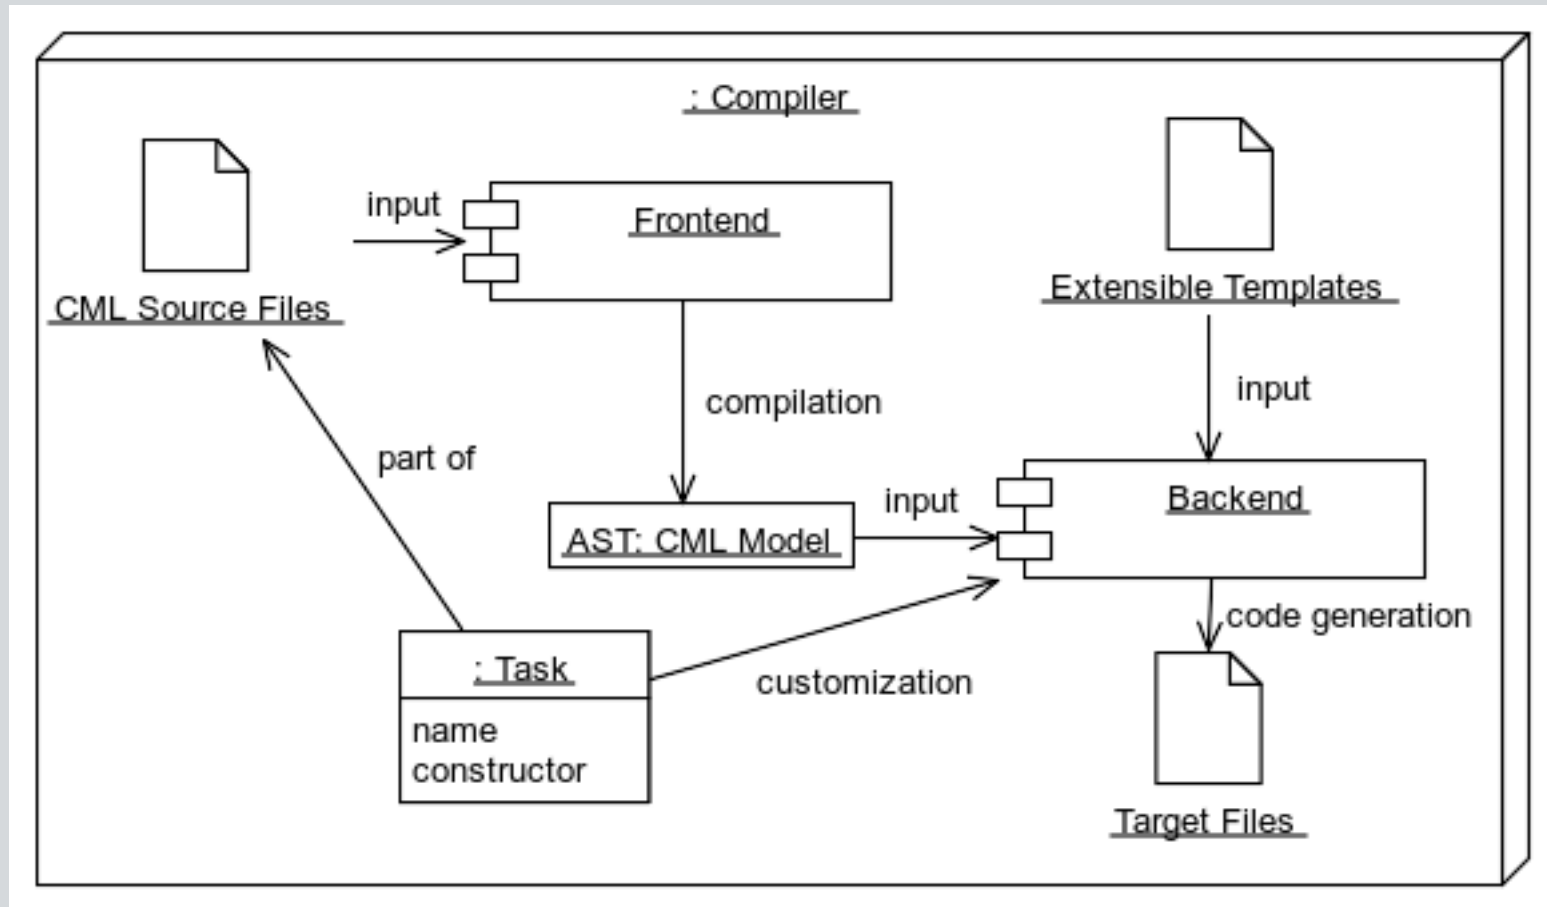 : Compiler
input
Frontend
CML Source Files
Extensible Templates
compilation
input
part of
AST: CML Model
input
Backend
code generation
: Task
name
constructor
customization
Target Files